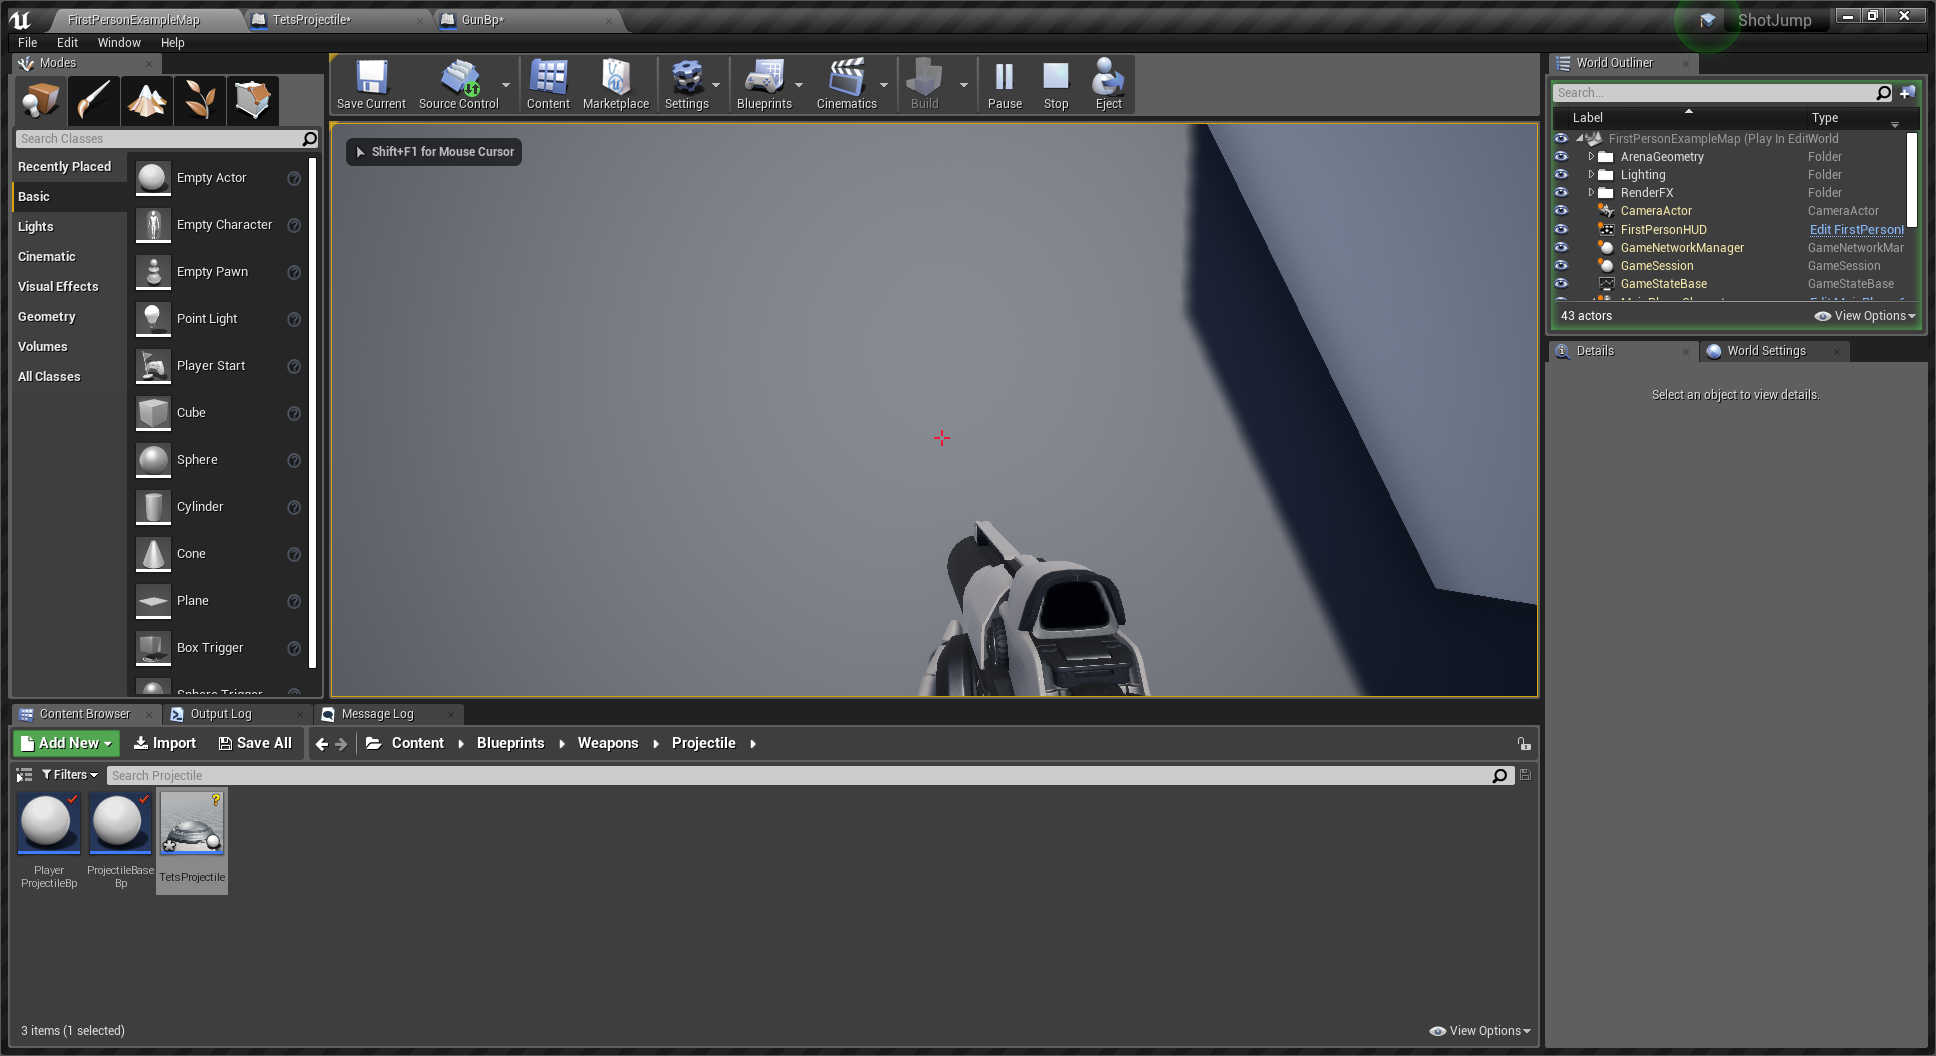 FirstPersonExampleMap
TetsProjectile*
GunBp*
ShotJump
File Edit Window Help
Modes
Search Classes
Recently Placed
Basic
Lights
Cinematic
Visual Effects
Geometry
Volumes
All Classes
Empty Actor
Empty Character
Empty Pawn
Point Light
Player Start
Cube
Sphere
Cylinder
Cone
Plane
Box Trigger
Sphere Trigger
Save Current
Source Control
Content
Marketplace
Settings
Blueprints
Cinematics
Build
Pause
Stop
Eject
Shift+F1 for Mouse Cursor
World Outliner
Search...
Label Type
FirstPersonExampleMap (Play In Edit World
ArenaGeometry Folder
Lighting Folder
RenderFX Folder
CameraActor CameraActor
FirstPersonHUD Edit FirstPersonH
GameNetworkManager GameNetworkMar
GameSession GameSession
GameStateBase GameStateBase
43 actors
View Options
Details
World Settings
Select an object to view details.
Content Browser
Output Log
Message Log
Add New
Import
Save All
Content
Blueprints
Weapons
Projectile
Filters
Search Projectile
Player
ProjectileBp
ProjectileBase
Bp
TetsProjectile
3 items (1 selected)
View Options